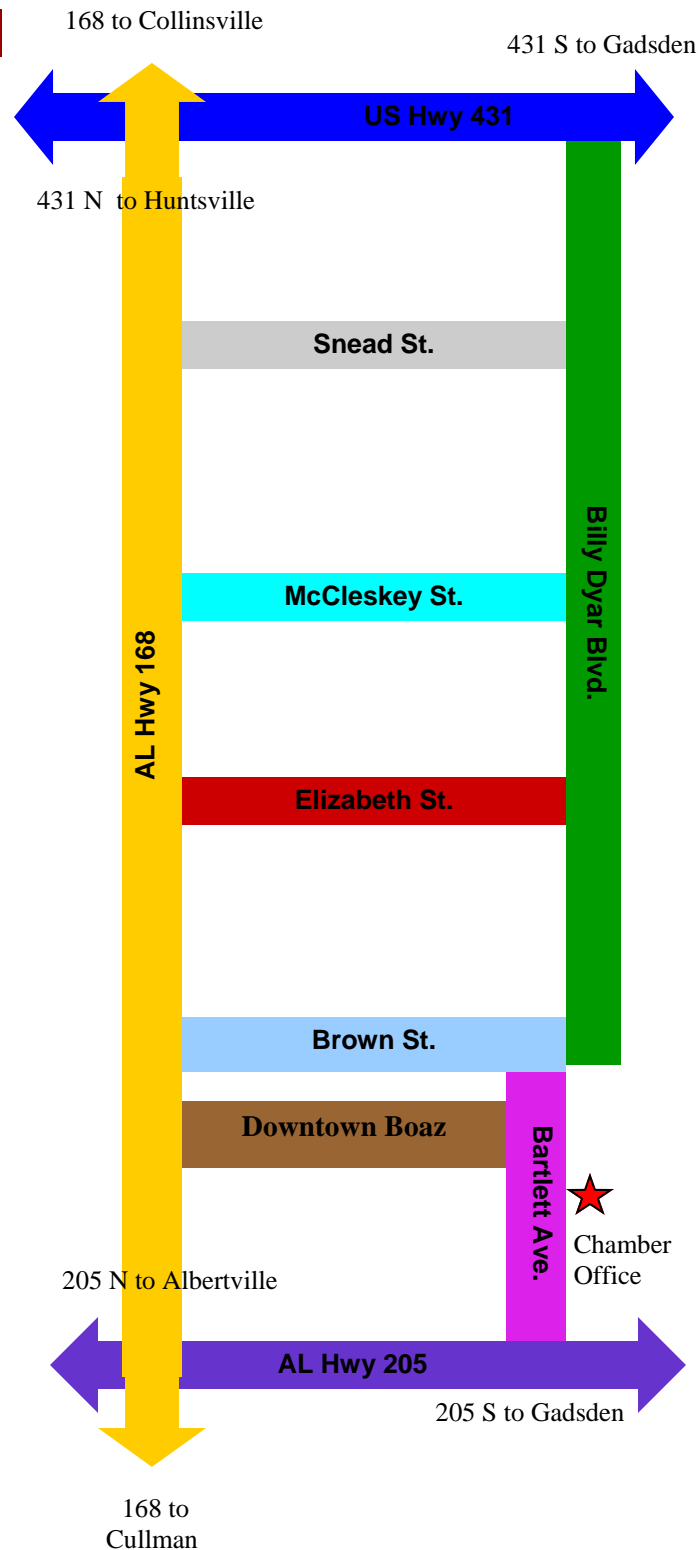 168 to Collinsville
431 S to Gadsden
US Hwy 431
431 N  to Huntsville
Snead St.
Billy Dyar Blvd.
McCleskey St.
AL Hwy 168
Elizabeth St.
Brown St.
Downtown Boaz
Bartlett Ave.
Chamber
Office
205 N to Albertville
AL Hwy 205
205 S to Gadsden
168 to
Cullman